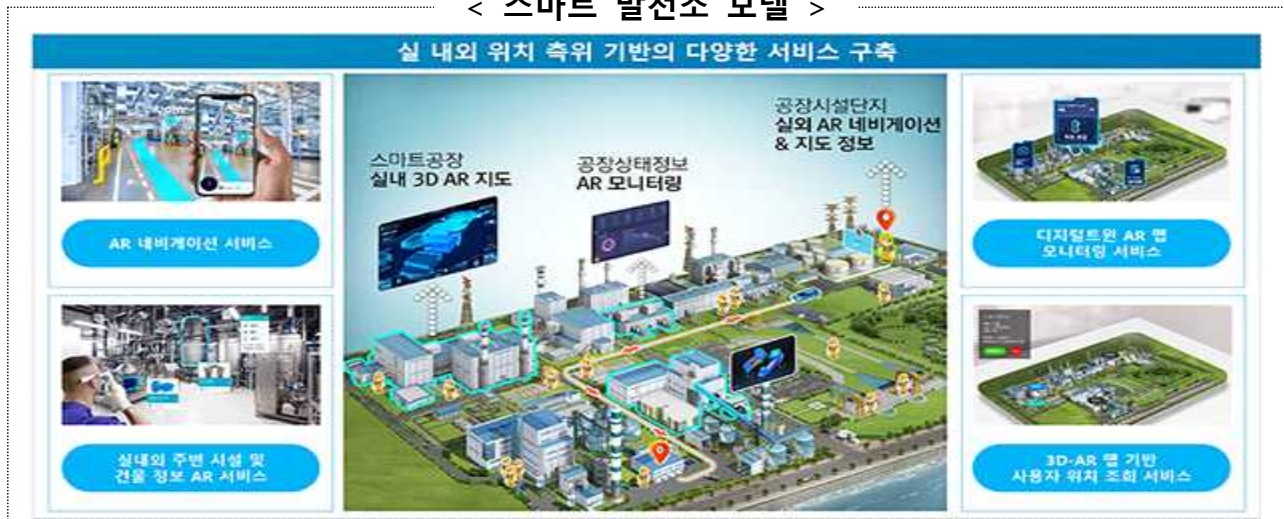 < 스마트 발전소 모델 >
실 내외 위치 측위 기반의 다양한 서비스 구축
AR 네비게이션 서비스
실내외 주변 시설 및
건물 정보 AR 서비스
스마트공장
실내 3D AR 지도
공장상태정보
AR 모니터링
공장시설단지
실외 AR 네비게이션
& 지도 정보
디지털트윈 AR 맵
모니터링 서비스
3D-AR 맵 기반
사용자 위치 조회 서비스